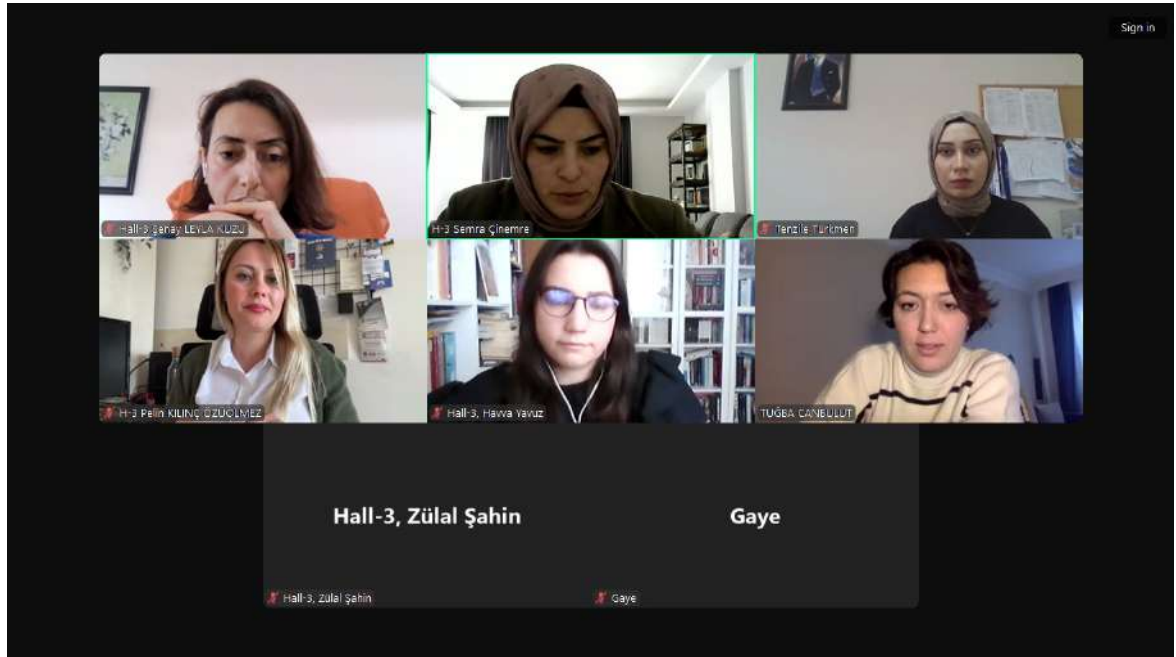 Sign in
Hall-3 Şenay LEYLA KUZU
H-3 Semra Çinemre
Tenzile Türkmen
H-3 Pelin KILINÇ ÖZÜÖLMEZ
Hall-3, Havva Yavuz
TUĞBA CANBULUT
Hall-3, Zülal Şahin
Gaye
Hall-3, Zülal Şahin
Gaye